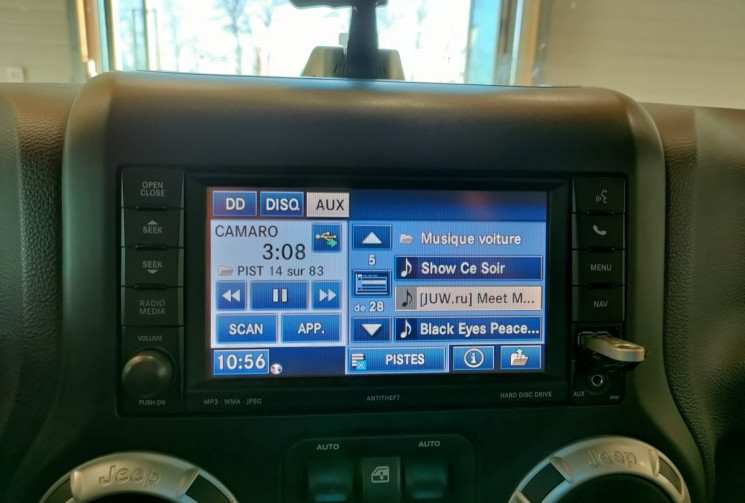 OPEN
CLOSE
SEEK
SEEK
RADIO
MEDIA
VOLUME
PUSH-ON
DD DISQ AUX
CAMARO
3:08
PIST 14 sur 83
SCAN APP.
10:56
5
de 28
Musique voiture
Show Ce Soir
[JUW.ru] Meet M...
Black Eyes Peace...
PISTES
MENU
NAV
AUX
MP3 · WMA · JPEG ANTITHEFT HARD DISC DRIVE
AUTO AUTO
Jeep Jeep